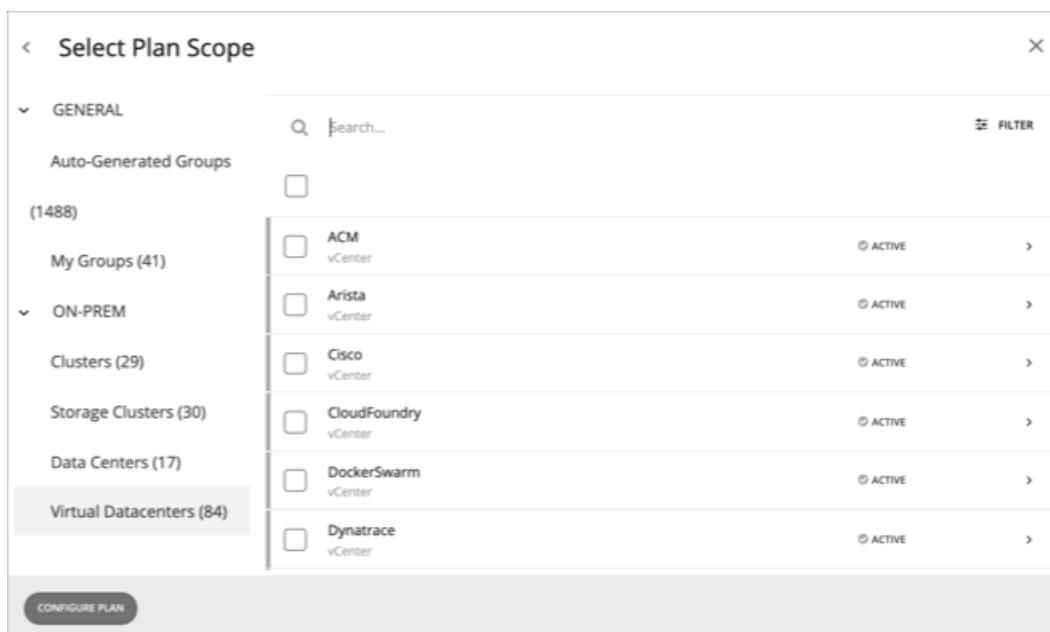 Select Plan Scope
GENERAL
Auto-Generated Groups
(1488)
My Groups (41)
ON-PREM
Clusters (29)
Storage Clusters (30)
Data Centers (17)
Virtual Datacenters (84)
Search...
FILTER
ACM
vCenter
ACTIVE
Arista
vCenter
ACTIVE
Cisco
vCenter
ACTIVE
CloudFoundry
vCenter
ACTIVE
DockerSwarm
vCenter
ACTIVE
Dynatrace
vCenter
ACTIVE
CONFIGURE PLAN